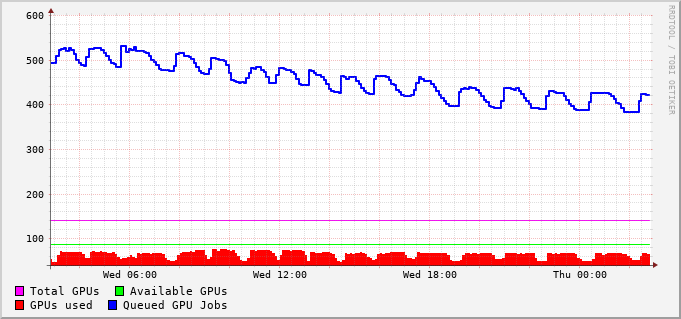 600
500
400
300
200
100
Wed 06:00 Wed 12:00 Wed 18:00 Thu 00:00
Total GPUs Available GPUs
GPUs used Queued GPU Jobs
RRDTOOL / TOBI OETIKER